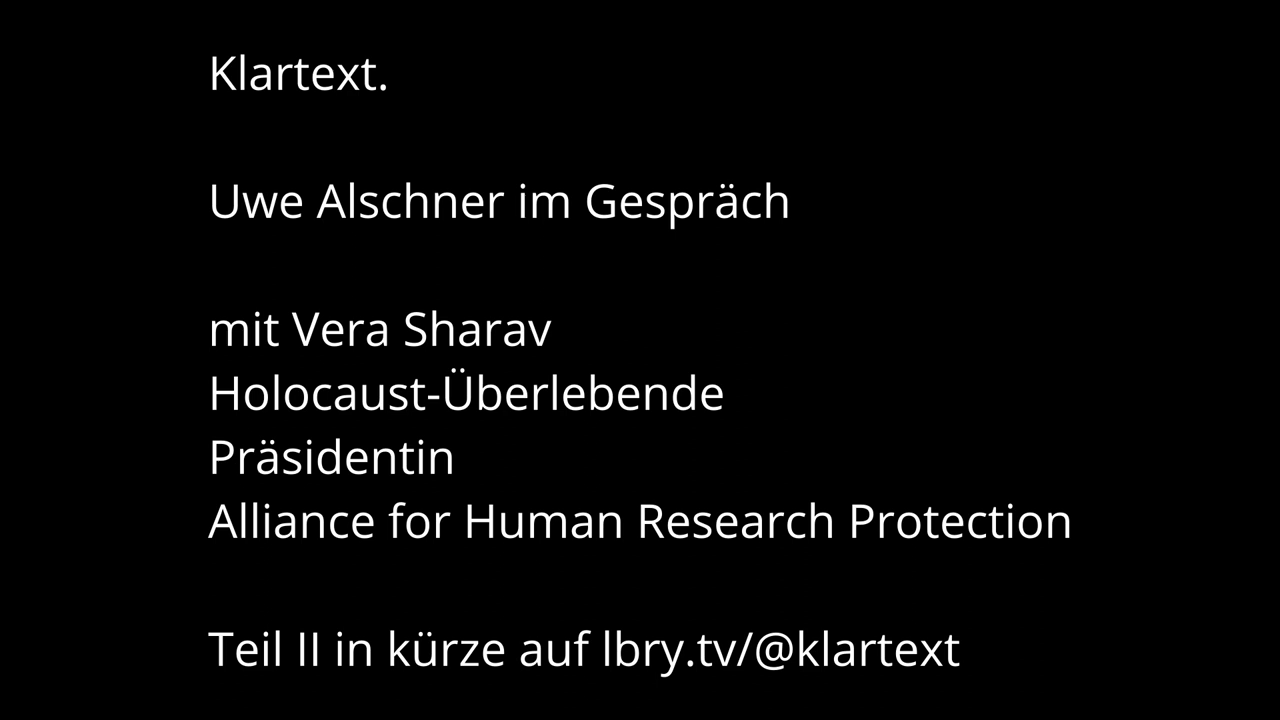 Klartext.
Uwe Alschner im Gespräch
mit Vera Sharav
Holocaust-Überlebende
Präsidentin
Alliance for Human Research Protection
Teil II in kürze auf lbry.tv/@klartext